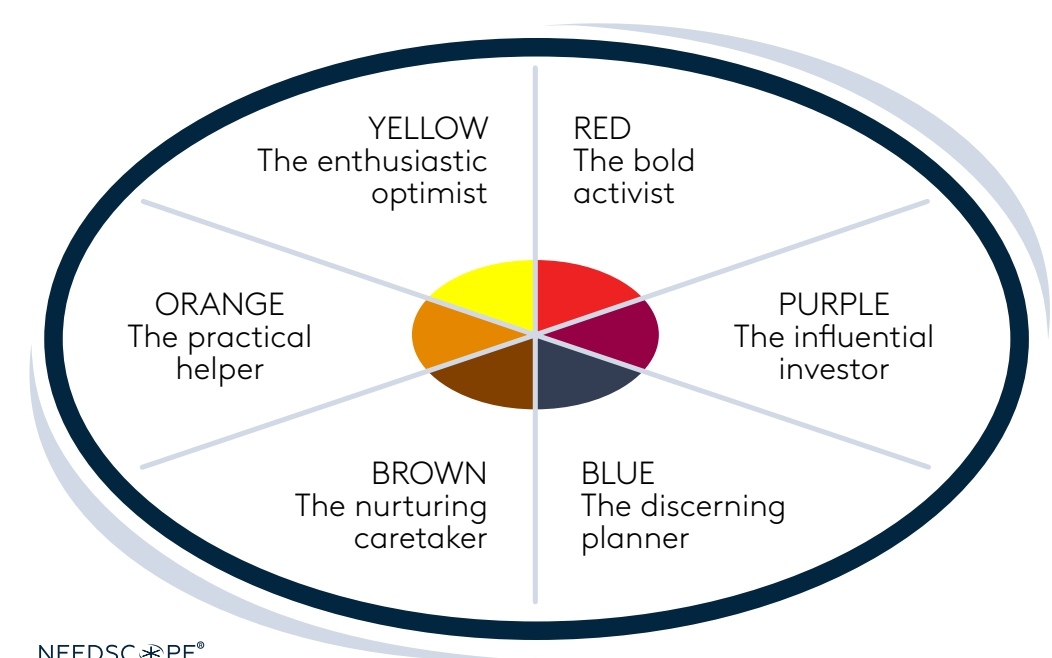 YELLOW
The enthusiastic
optimist
RED
The bold
activist
ORANGE
The practical
helper
PURPLE
The influential
investor
BROWN
The nurturing
caretaker
BLUE
The discerning
planner
NEEDSCOPE®